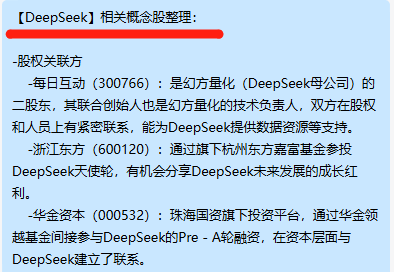 【DeepSeek】相关概念股整理：
-股权关联方
-每日互动（300766）：是幻方量化（DeepSeek母公司）的
二股东，其联合创始人也是幻方量化的技术负责人，双方在股权
和人员上有紧密联系，能为DeepSeek提供数据资源等支持。
-浙江东方（600120）：通过旗下杭州东方嘉富基金参投
DeepSeek天使轮，有机会分享DeepSeek未来发展的成长红
利。
-华金资本（000532）：珠海国资旗下投资平台，通过华金领
越基金间接参与DeepSeek的Pre - A轮融资，在资本层面与
DeepSeek建立了联系。